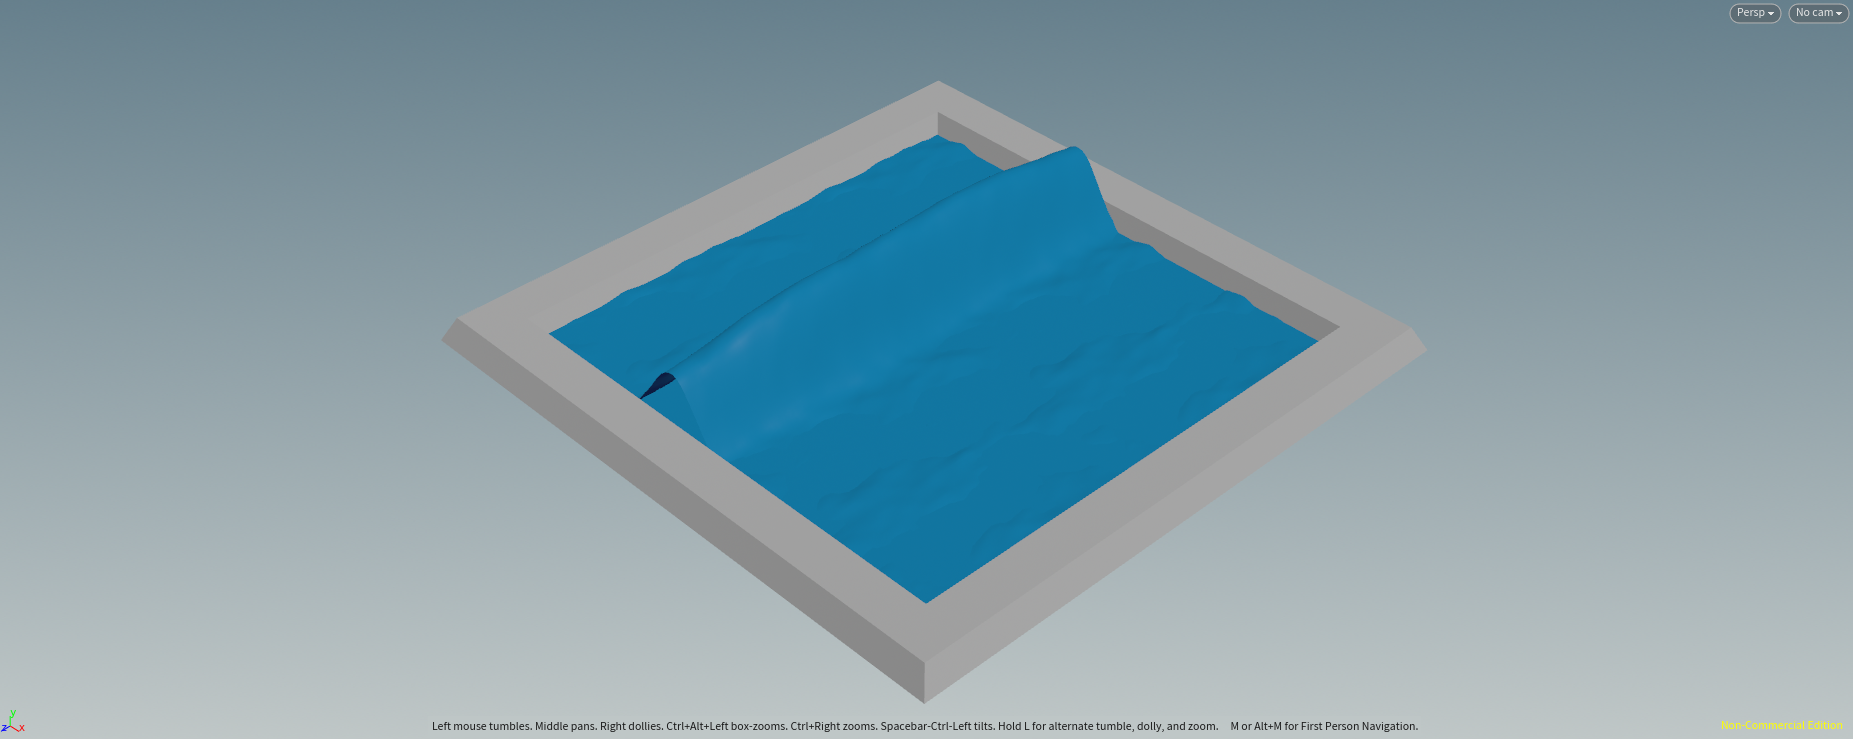 Persp No cam
y
z x
Left mouse tumbles. Middle pans. Right dollies. Ctrl+Alt+Left box-zooms. Ctrl+Right zooms. Spacebar-Ctrl-Left tilts. Hold L for alternate tumble, dolly, and zoom. M or Alt+M for First Person Navigation.
Non-Commercial Edition